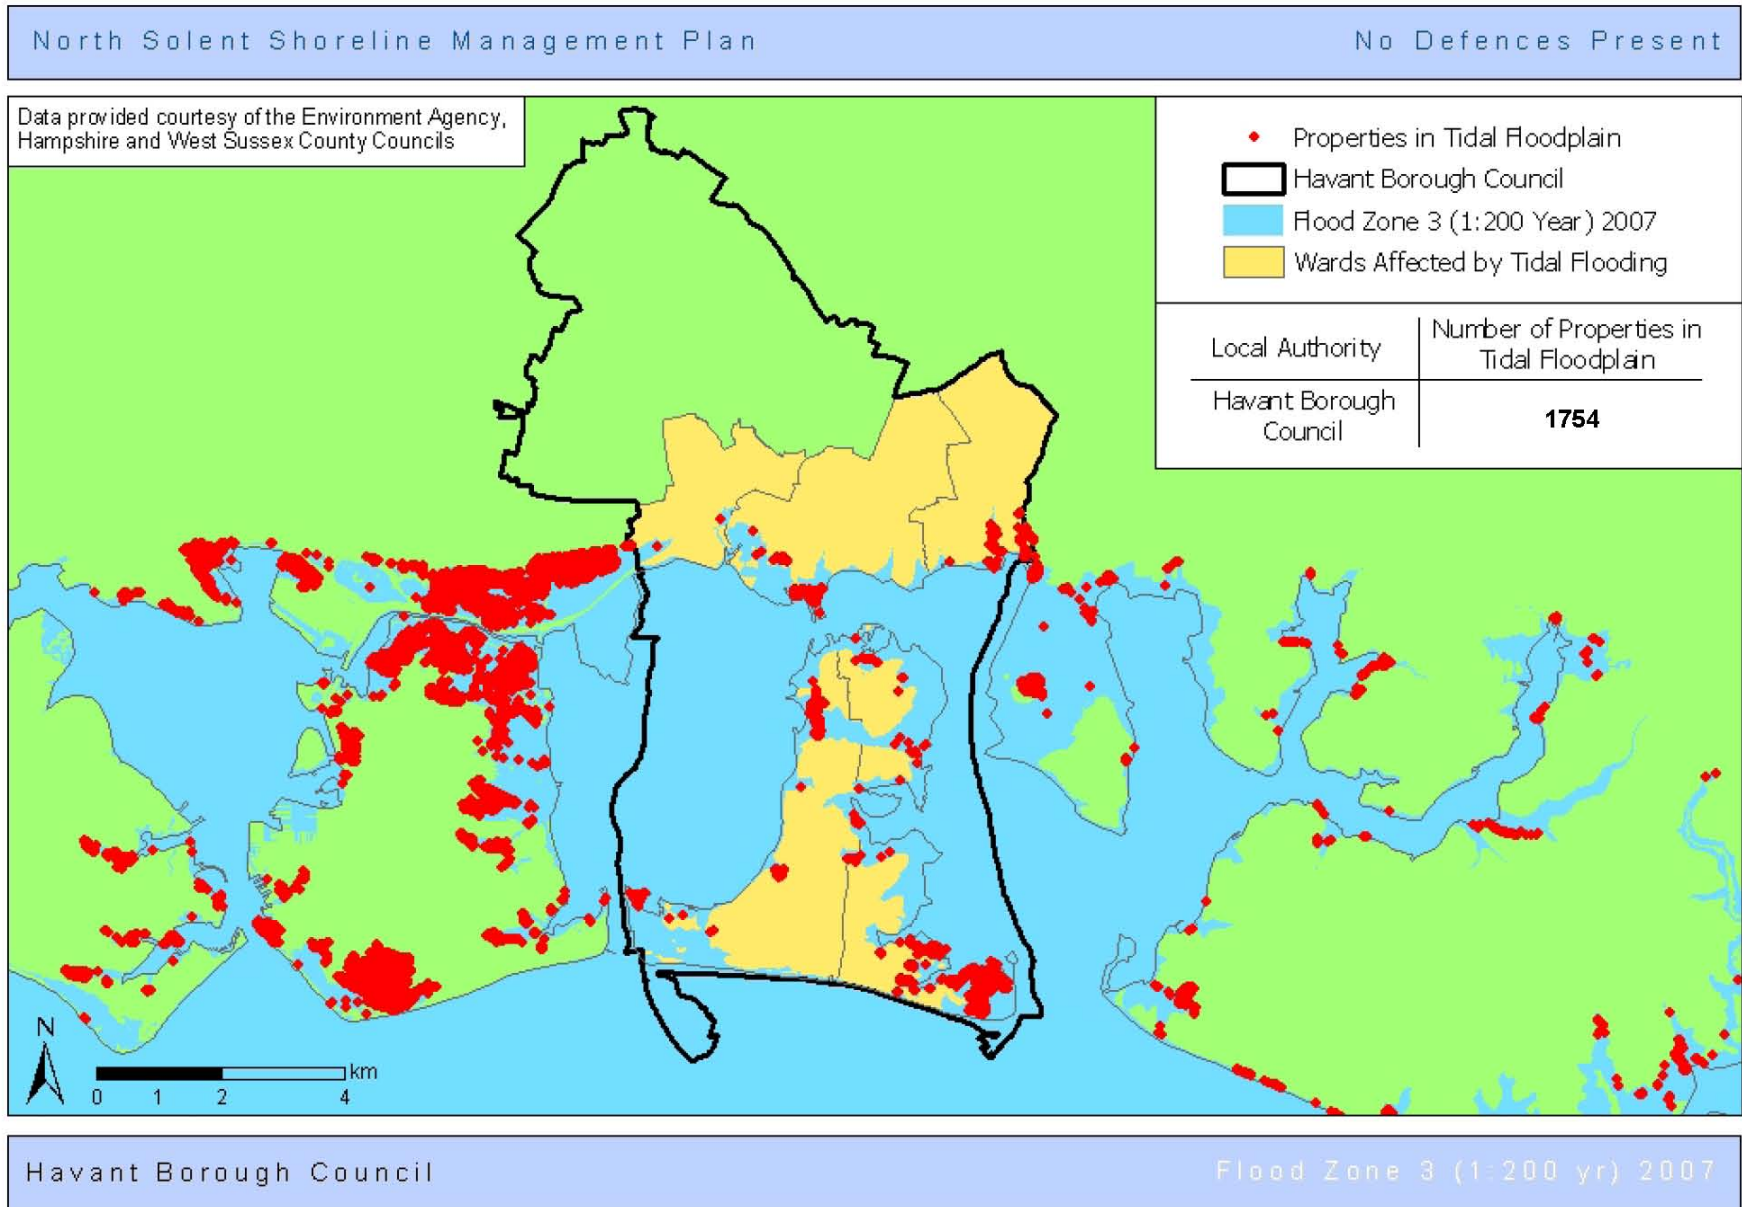 North Solent Shoreline Management Plan
No Defences Present
Data provided courtesy of the Environment Agency,
Hampshire and West Sussex County Councils
Properties in Tidal Floodplain
Havant Borough Council
Flood Zone 3 (1:200 Year) 2007
Wards Affected by Tidal Flooding
Local Authority
Number of Properties in
Tidal Floodplain
Havant Borough
Council
1754
N
km
0 1 2 4
Havant Borough Council
Flood Zone 3 (1:200 yr) 2007